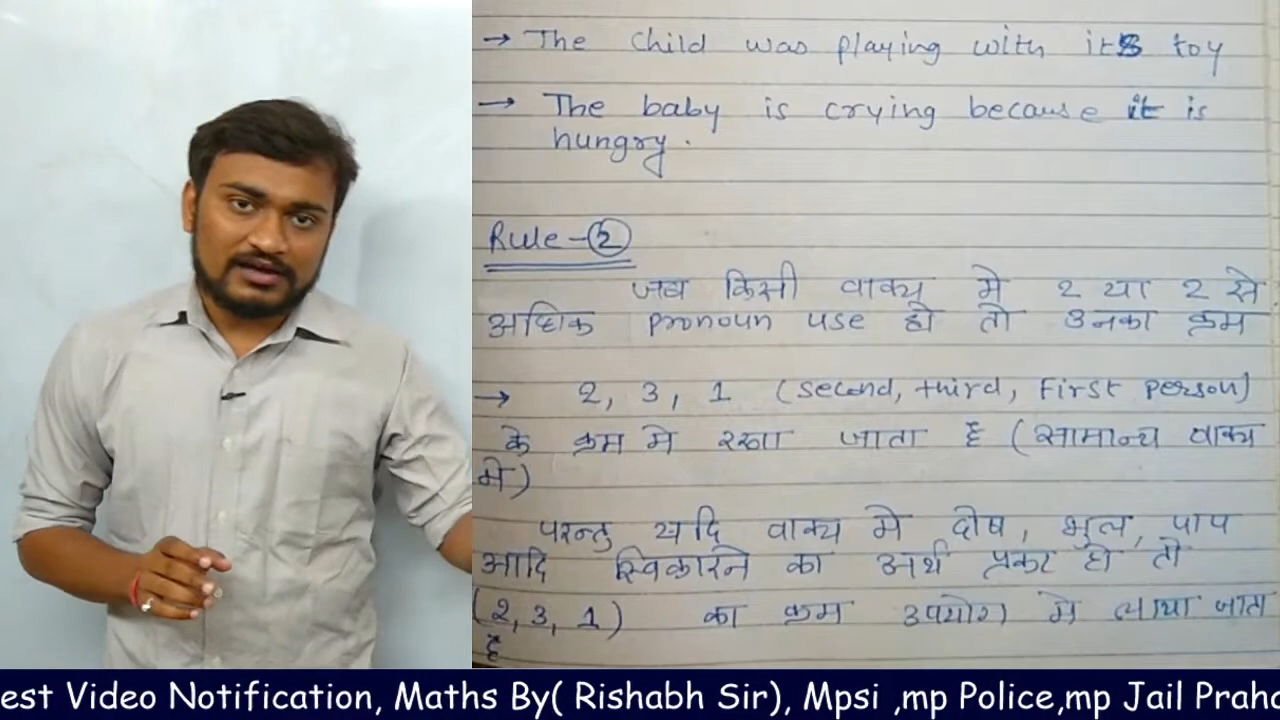 → The child was playing with its toy
→ The baby is crying because it is
hungry.
Rule-②
जब किसी वाक्य मे 2 या 2 से
अधिक pronoun use हो तो उनका क्रम
→ 2, 3, 1 (second, third, first person)
के क्रम मे रखा जाता है (सामान्य वाक्य
मे)
परन्तु यदि वाक्य मे दोष, भूल, पाप
आदि स्विकारने का अर्थ प्रकट हो तो
(2, 3, 1) का क्रम उपयोग मे लाया जाता
है
est Video Notification, Maths By( Rishabh Sir), Mpsi ,mp Police,mp Jail Praha